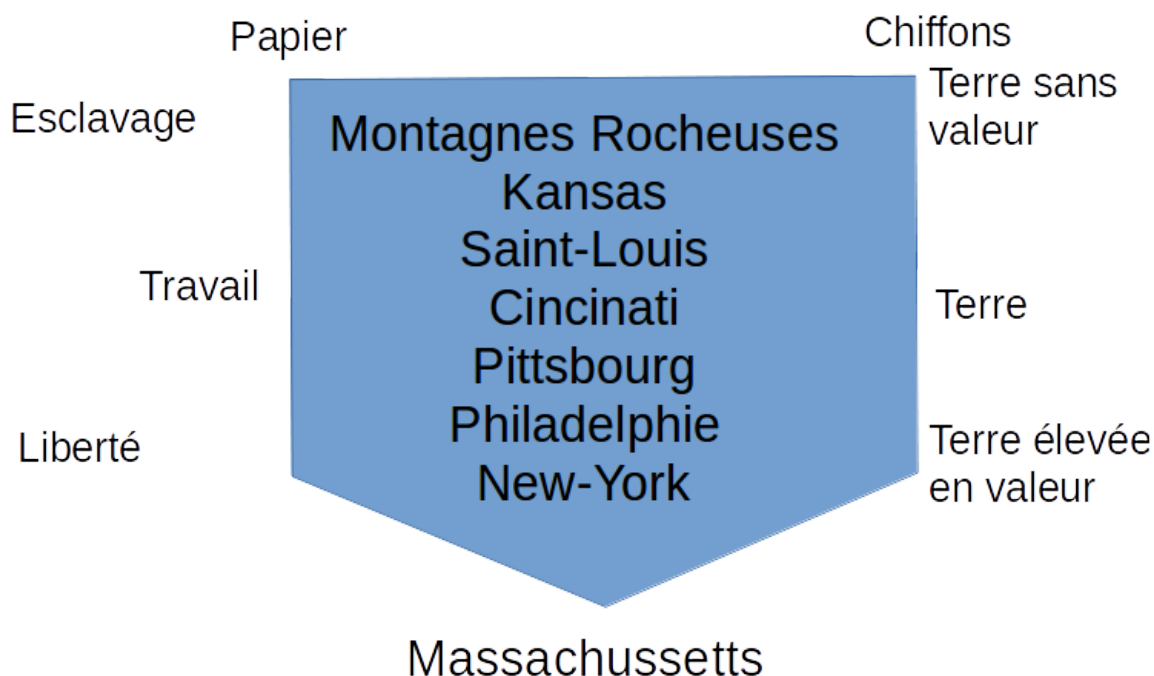 Papier
Chiffons
Esclavage
Terre sans
valeur
Montagnes Rocheuses
Kansas
Saint-Louis
Travail
Cincinati
Terre
Pittsbourg
Philadelphie
Liberté
Terre élevée
en valeur
New-York
Massachussetts